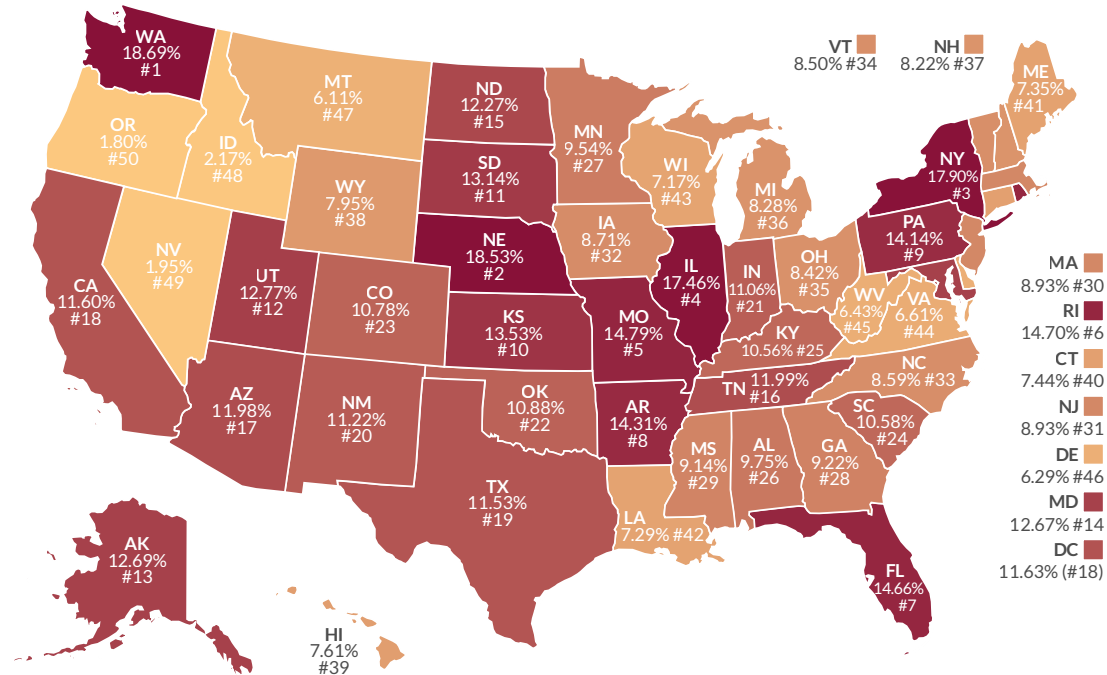 WA
18.69%
#1
VT
8.50% #34
NH
8.22% #37
ME
7.35%
#41
MT
6.11%
#47
ND
12.27%
#15
MN
9.54%
#27
OR
1.80%
#50
ID
2.17%
#48
WY
7.95%
#38
SD
13.14%
#11
WI
7.17%
#43
MI
8.28%
#36
NY
17.90%
#3
NV
1.95%
#49
UT
12.77%
#12
CO
10.78%
#23
NE
18.53%
#2
IA
8.71%
#32
IL
17.46%
#4
IN
11.06%
#21
OH
8.42%
#35
PA
14.14%
#9
CA
11.60%
#18
KS
13.53%
#10
MO
14.79%
#5
KY
10.56% #25
WV
6.43%
#45
VA
6.61%
#44
MA
8.93% #30
RI
14.70% #6
CT
7.44% #40
NJ
8.93% #31
DE
6.29% #46
MD
12.67% #14
DC
11.63% (#18)
AZ
11.98%
#17
NM
11.22%
#20
OK
10.88%
#22
AR
14.31%
#8
TN 11.99%
#16
NC
8.59% #33
SC
10.58%
#24
TX
11.53%
#19
LA
7.29% #42
MS
9.14%
#29
AL
9.75%
#26
GA
9.22%
#28
FL
14.66%
#7
AK
12.69%
#13
HI
7.61%
#39